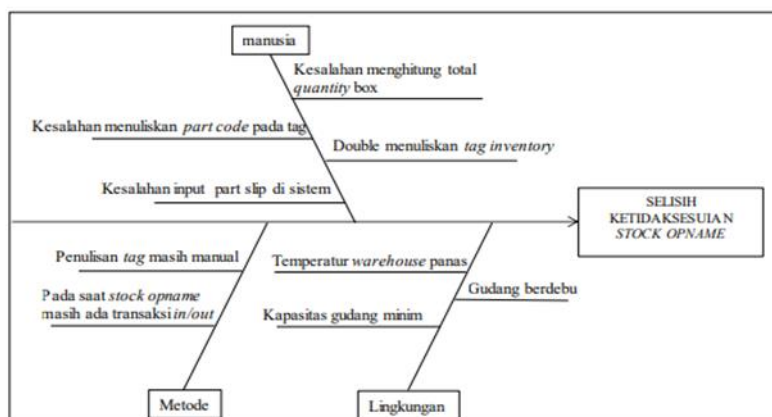 manusia
Kesalahan menghitung total
quantity box
Kesalahan menuliskan part code pada tag
Double menuliskan tag inventory
Kesalahan input part slip di sistem
SELISIH
KETIDAKSESUIAN
STOCK OPNAME
Penulisan tag masih manual
Temperatur warehouse panas
Pada saat stock opname
masih ada transaksi in/out
Gudang berdebu
Kapasitas gudang minim
Metode
Lingkungan